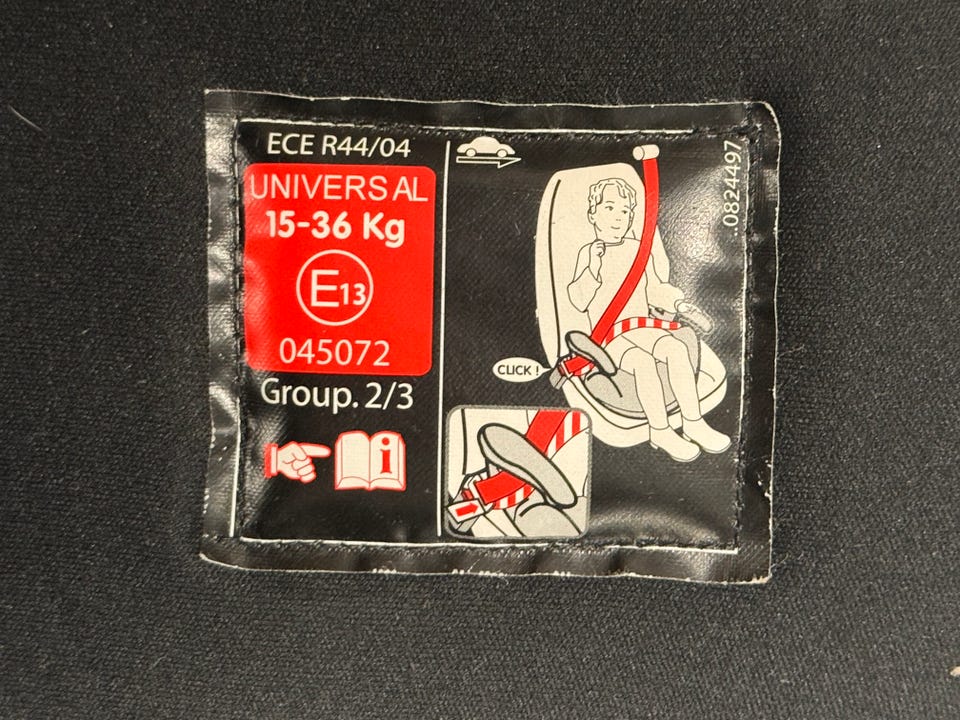 ECE R44/04
UNIVERSAL
15-36 Kg
E13
045072
Group. 2/3
i
CLICK !
..0824497